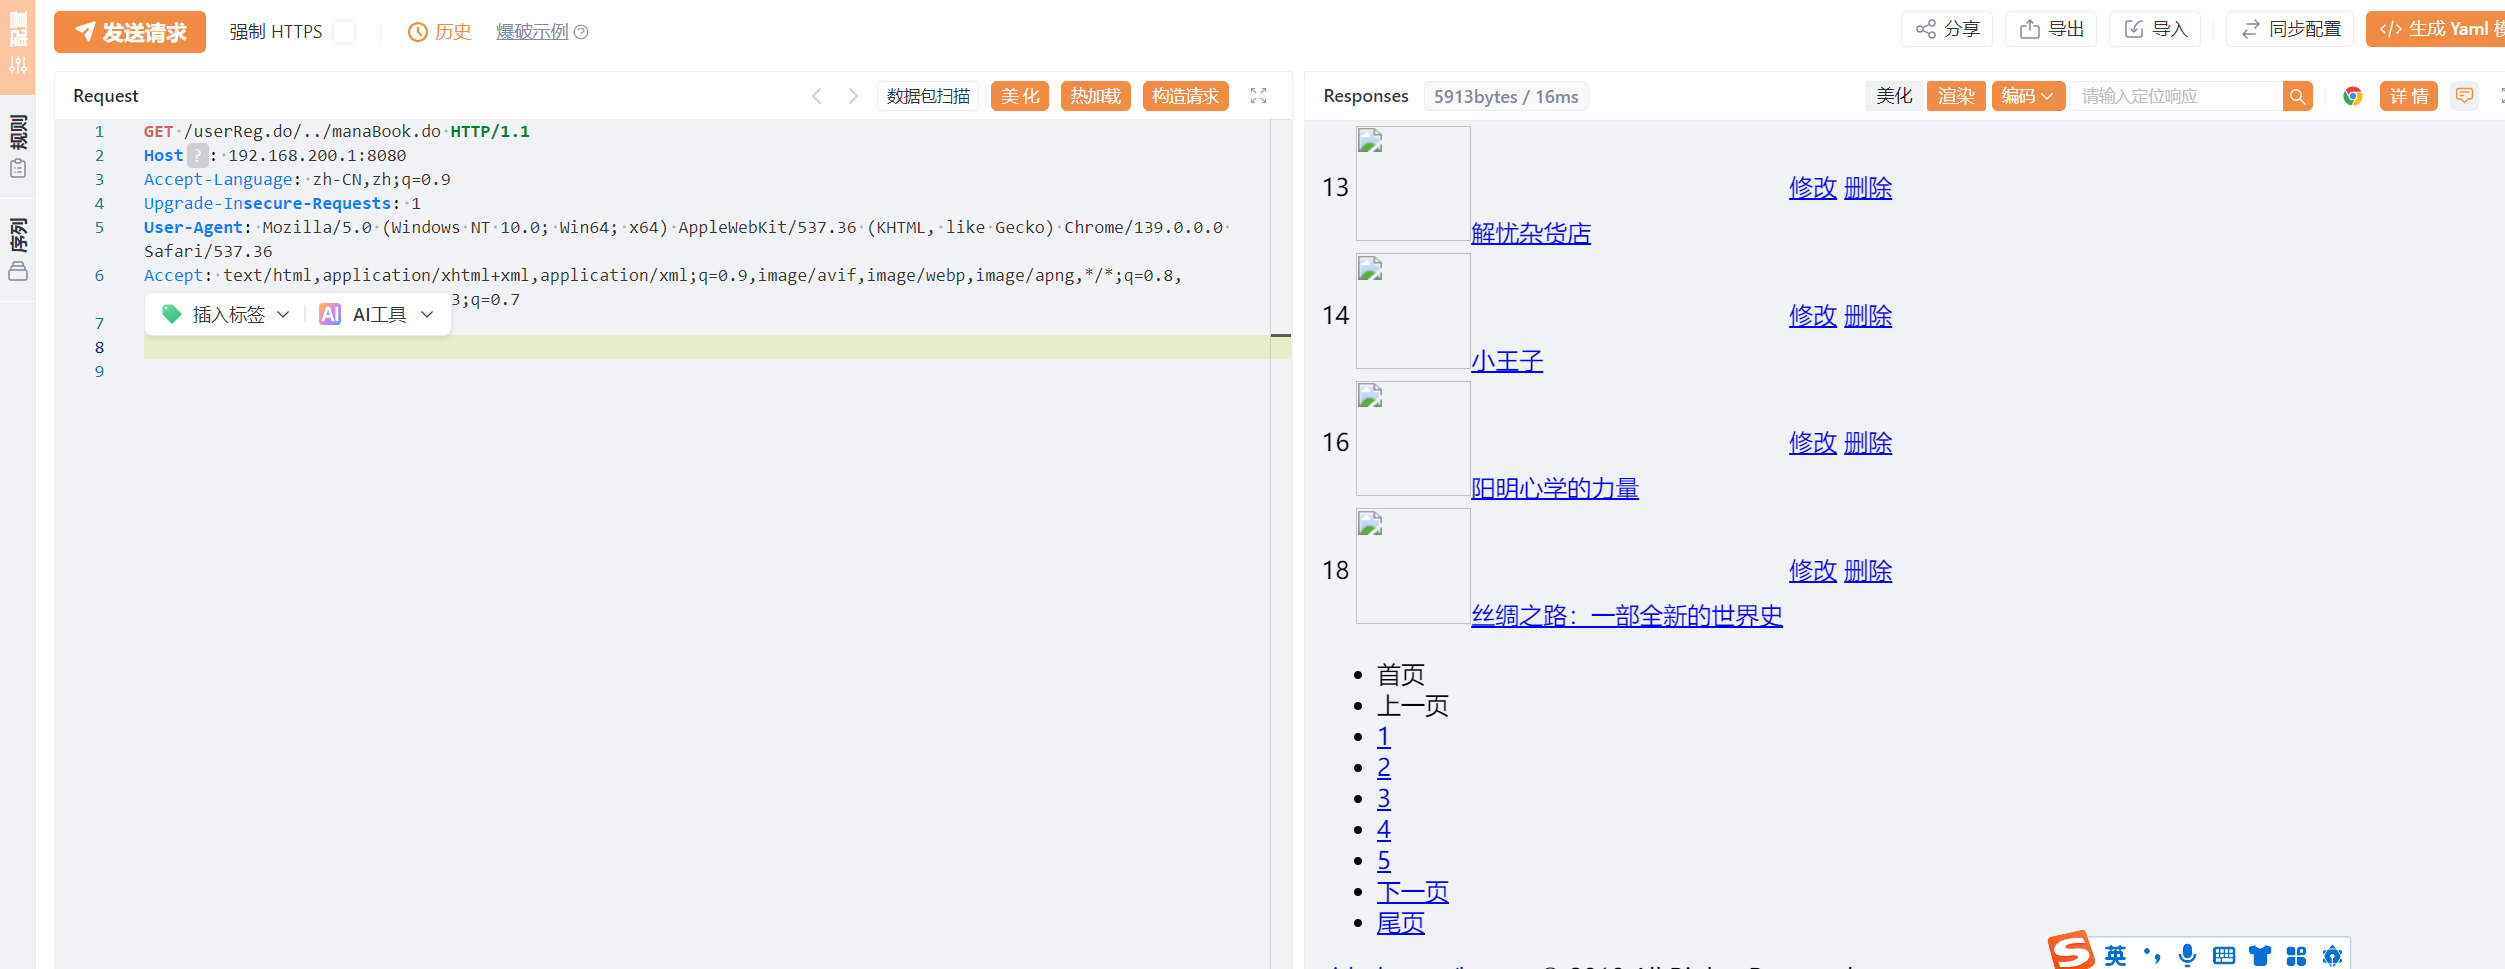 配置
规则
序列
发送请求
强制 HTTPS
历史
爆破示例
分享
导出
导入
同步配置
</> 生成 Yaml
Request
数据包扫描
美 化
热加载
构造请求
1 GET /userReg.do/../manaBook.do HTTP/1.1
2 Host ? : 192.168.200.1:8080
3 Accept-Language: zh-CN,zh;q=0.9
4 Upgrade-Insecure-Requests: 1
5 User-Agent: Mozilla/5.0 (Windows NT 10.0; Win64; x64) AppleWebKit/537.36 (KHTML, like Gecko) Chrome/139.0.0.0
Safari/537.36
6 Accept: text/html,application/xhtml+xml,application/xml;q=0.9,image/avif,image/webp,image/apng,*/*;q=0.8,
3;q=0.7
插入标签
AI AI工具
7
8
9
Responses
5913bytes / 16ms
美化
渲染
编码
请输入定位响应
详 情
13
解忧杂货店
修改 删除
14
小王子
修改 删除
16
阳明心学的力量
修改 删除
18
丝绸之路：一部全新的世界史
修改 删除
• 首页
• 上一页
• 1
• 2
• 3
• 4
• 5
• 下一页
• 尾页
S 英